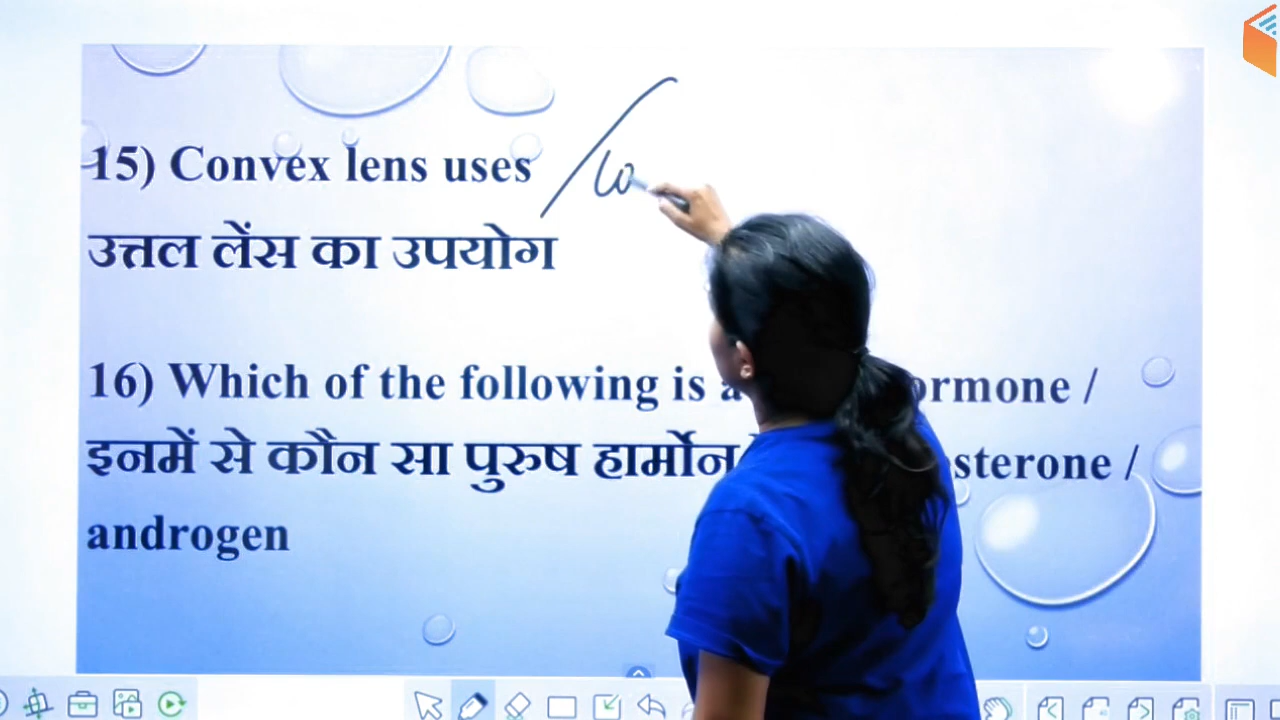 15) Convex lens uses
उत्तल लेंस का उपयोग
16) Which of the following is a ormone /
इनमें से कौन सा पुरुष हार्मोन sterone /
androgen